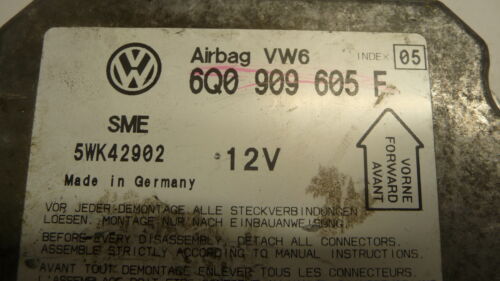 Airbag VW6 INDEX 05
6Q0 909 605 F
SME
5WK42902 12V
Made in Germany
VORNE
FORWARD
AVANT
VOR JEDER DEMONTAGE ALLE STECKVERBINDUNGEN
LOESEN. MONTAGE NUR NACH EINBAUANWEISUNG.
BEFORE EVERY DISASSEMBLY, DETACH ALL CONNECTORS.
ASSEMBLE STRICTLY ACCORDING TO MANUAL INSTRUCTIONS.
AVANT TOUT DEMONTAGE ENLEVER TOUS LES